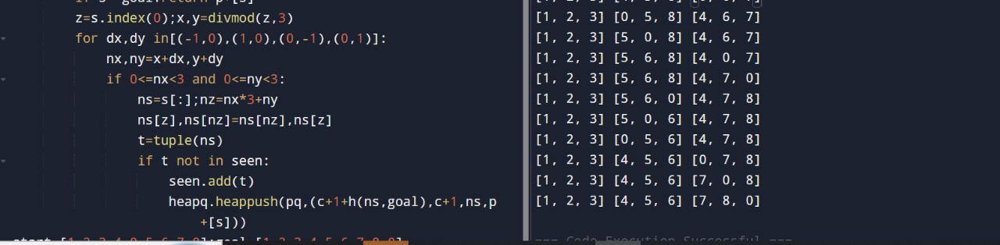 z=s.index(0);x,y=divmod(z,3)
for dx,dy in[(-1,0),(1,0),(0,-1),(0,1)]:
nx,ny=x+dx,y+dy
if 0<=nx<3 and 0<=ny<3:
ns=s[:];nz=nx*3+ny
ns[z],ns[nz]=ns[nz],ns[z]
t=tuple(ns)
if t not in seen:
seen.add(t)
heapq.heappush(pq,(c+1+h(ns,goal),c+1,ns,p
+[s]))
[1, 2, 3] [0, 5, 8] [4, 6, 7]
[1, 2, 3] [5, 0, 8] [4, 6, 7]
[1, 2, 3] [5, 6, 8] [4, 0, 7]
[1, 2, 3] [5, 6, 8] [4, 7, 0]
[1, 2, 3] [5, 6, 0] [4, 7, 8]
[1, 2, 3] [5, 0, 6] [4, 7, 8]
[1, 2, 3] [0, 5, 6] [4, 7, 8]
[1, 2, 3] [4, 5, 6] [0, 7, 8]
[1, 2, 3] [4, 5, 6] [7, 0, 8]
[1, 2, 3] [4, 5, 6] [7, 8, 0]
=== Code Execution Successful ===